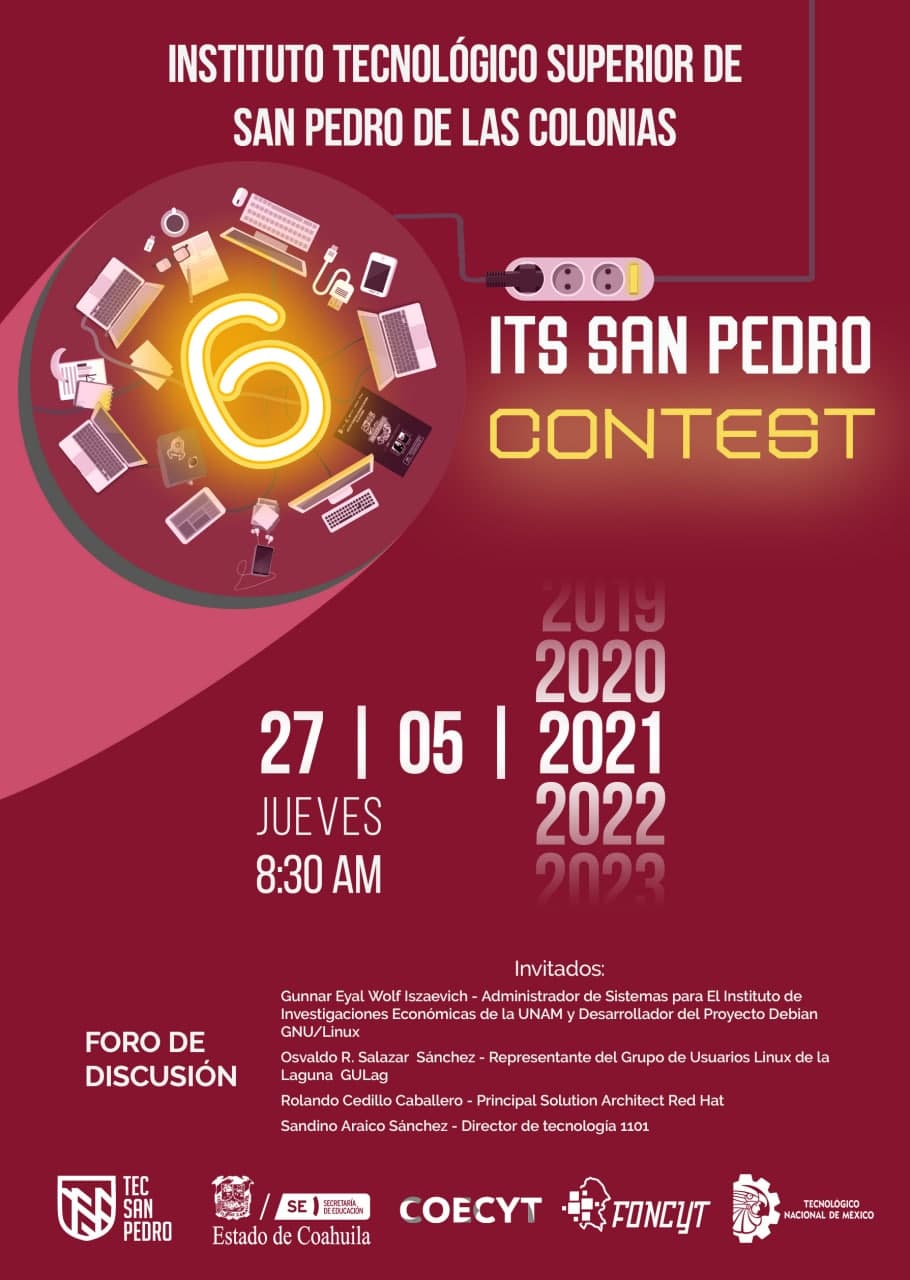 INSTITUTO TECNOLÓGICO SUPERIOR DE
SAN PEDRO DE LAS COLONIAS
6
ITS SAN PEDRO
CONTEST
2019
2020
27 | 05 | 2021
2022
2023
JUEVES
8:30 AM
Invitados:
Gunnar Eyal Wolf Iszaevich - Administrador de Sistemas para El Instituto de
Investigaciones Económicas de la UNAM y Desarrollador del Proyecto Debian
GNU/Linux
Osvaldo R. Salazar Sánchez - Representante del Grupo de Usuarios Linux de la
Laguna GULag
Rolando Cedillo Caballero - Principal Solution Architect Red Hat
Sandino Araico Sánchez - Director de tecnología 1101
FORO DE
DISCUSIÓN
TEC
SAN
PEDRO
SE
SECRETARÍA
DE EDUCACIÓN
Estado de Coahuila
COECYT
FONCYT
TECNOLÓGICO
NACIONAL DE MÉXICO